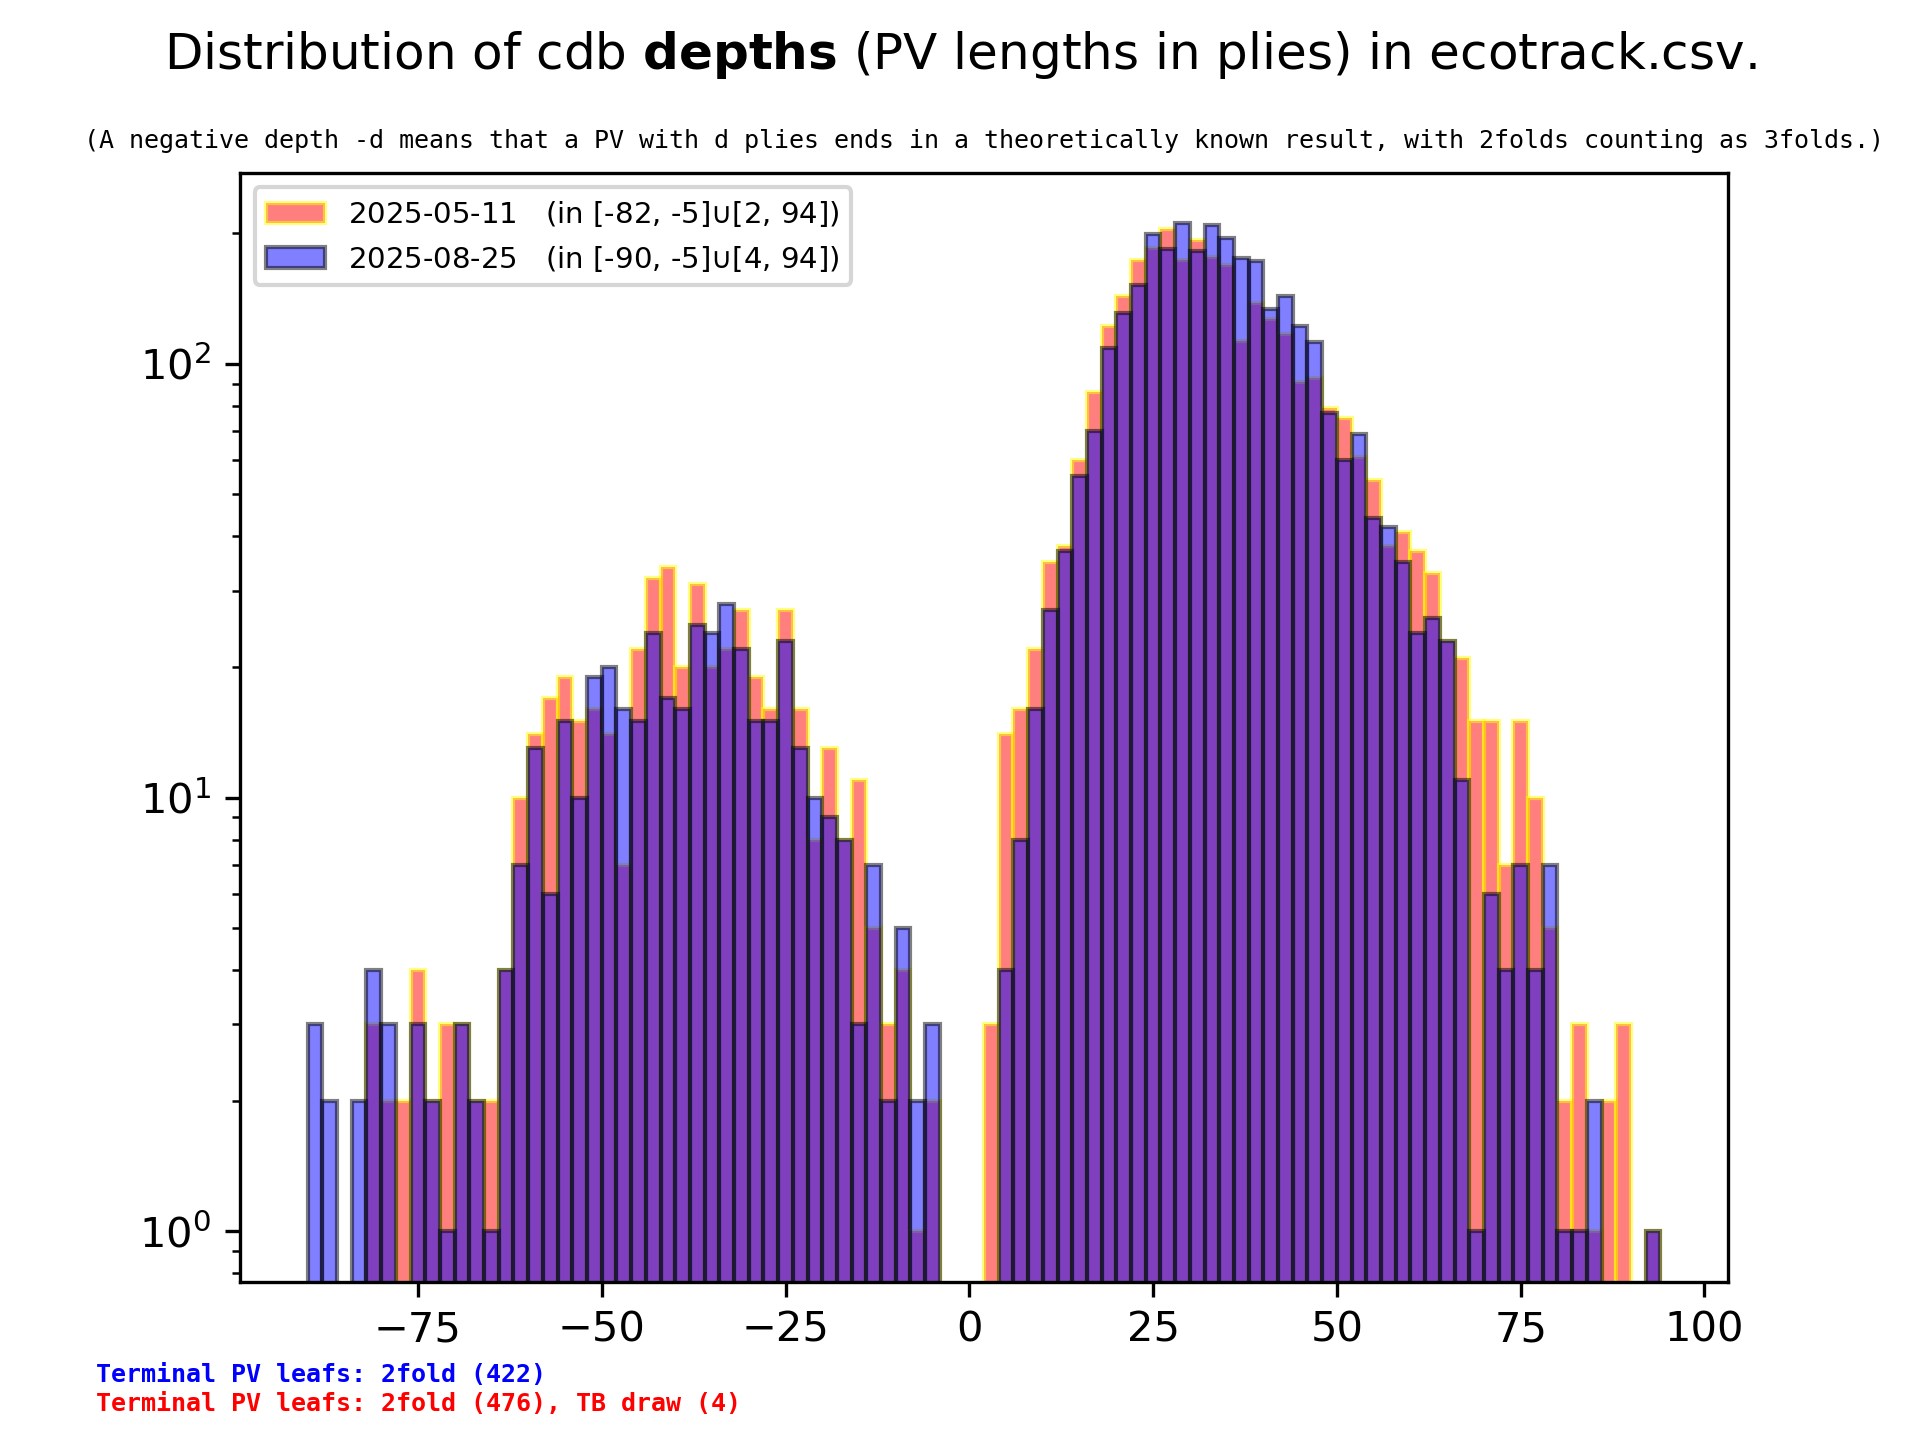 Distribution of cdb depths (PV lengths in plies) in ecotrack.csv.
(A negative depth -d means that a PV with d plies ends in a theoretically known result, with 2folds counting as 3folds.)
2025-05-11 (in [-82, -5]∪[2, 94])
2025-08-25 (in [-90, -5]∪[4, 94])
10²
10¹
10⁰
−75 −50 −25 0 25 50 75 100
Terminal PV leafs: 2fold (422)
Terminal PV leafs: 2fold (476), TB draw (4)